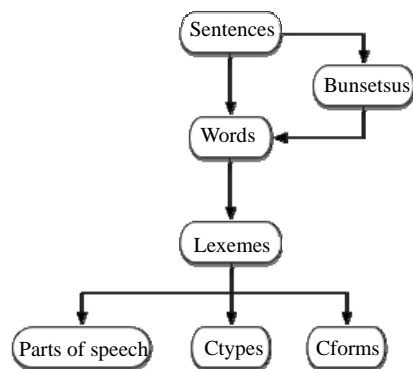 Sentences
Bunsetsus
Words
Lexemes
Parts of speech
Ctypes
Cforms